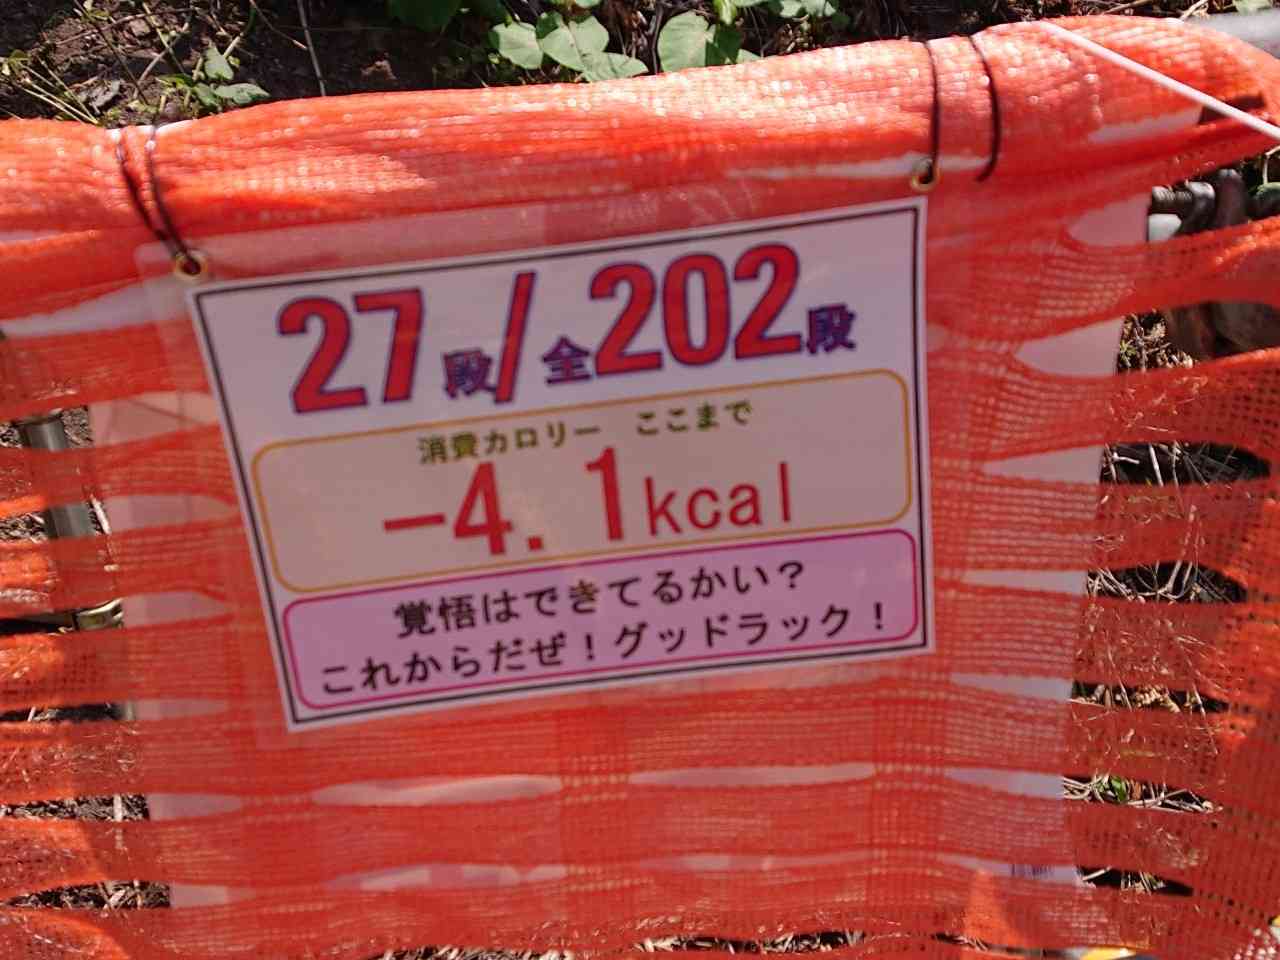 27段/全202段
消費カロリー ここまで
-4.1kcal
覚悟はできてるかい?
これからだぜ!グッドラック!